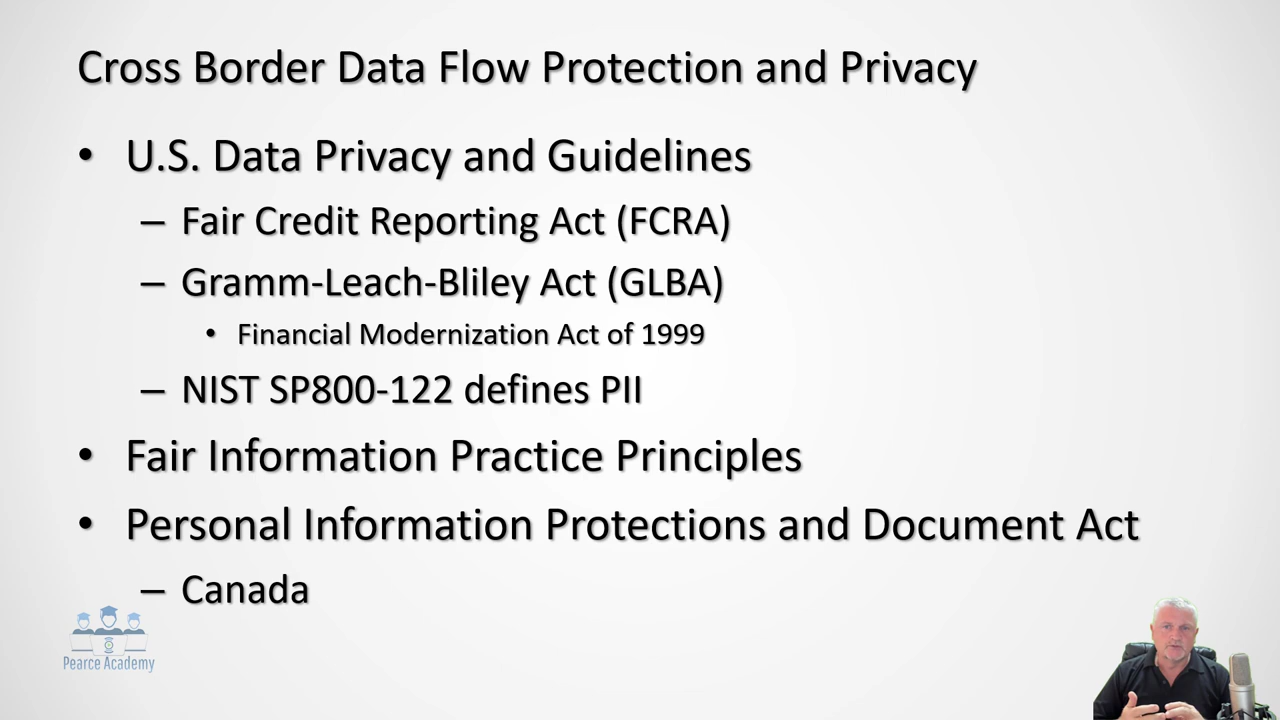 Cross Border Data Flow Protection and Privacy
• U.S. Data Privacy and Guidelines
– Fair Credit Reporting Act (FCRA)
– Gramm-Leach-Bliley Act (GLBA)
• Financial Modernization Act of 1999
– NIST SP800-122 defines PII
• Fair Information Practice Principles
• Personal Information Protections and Document Act
– Canada
Pearce Academy